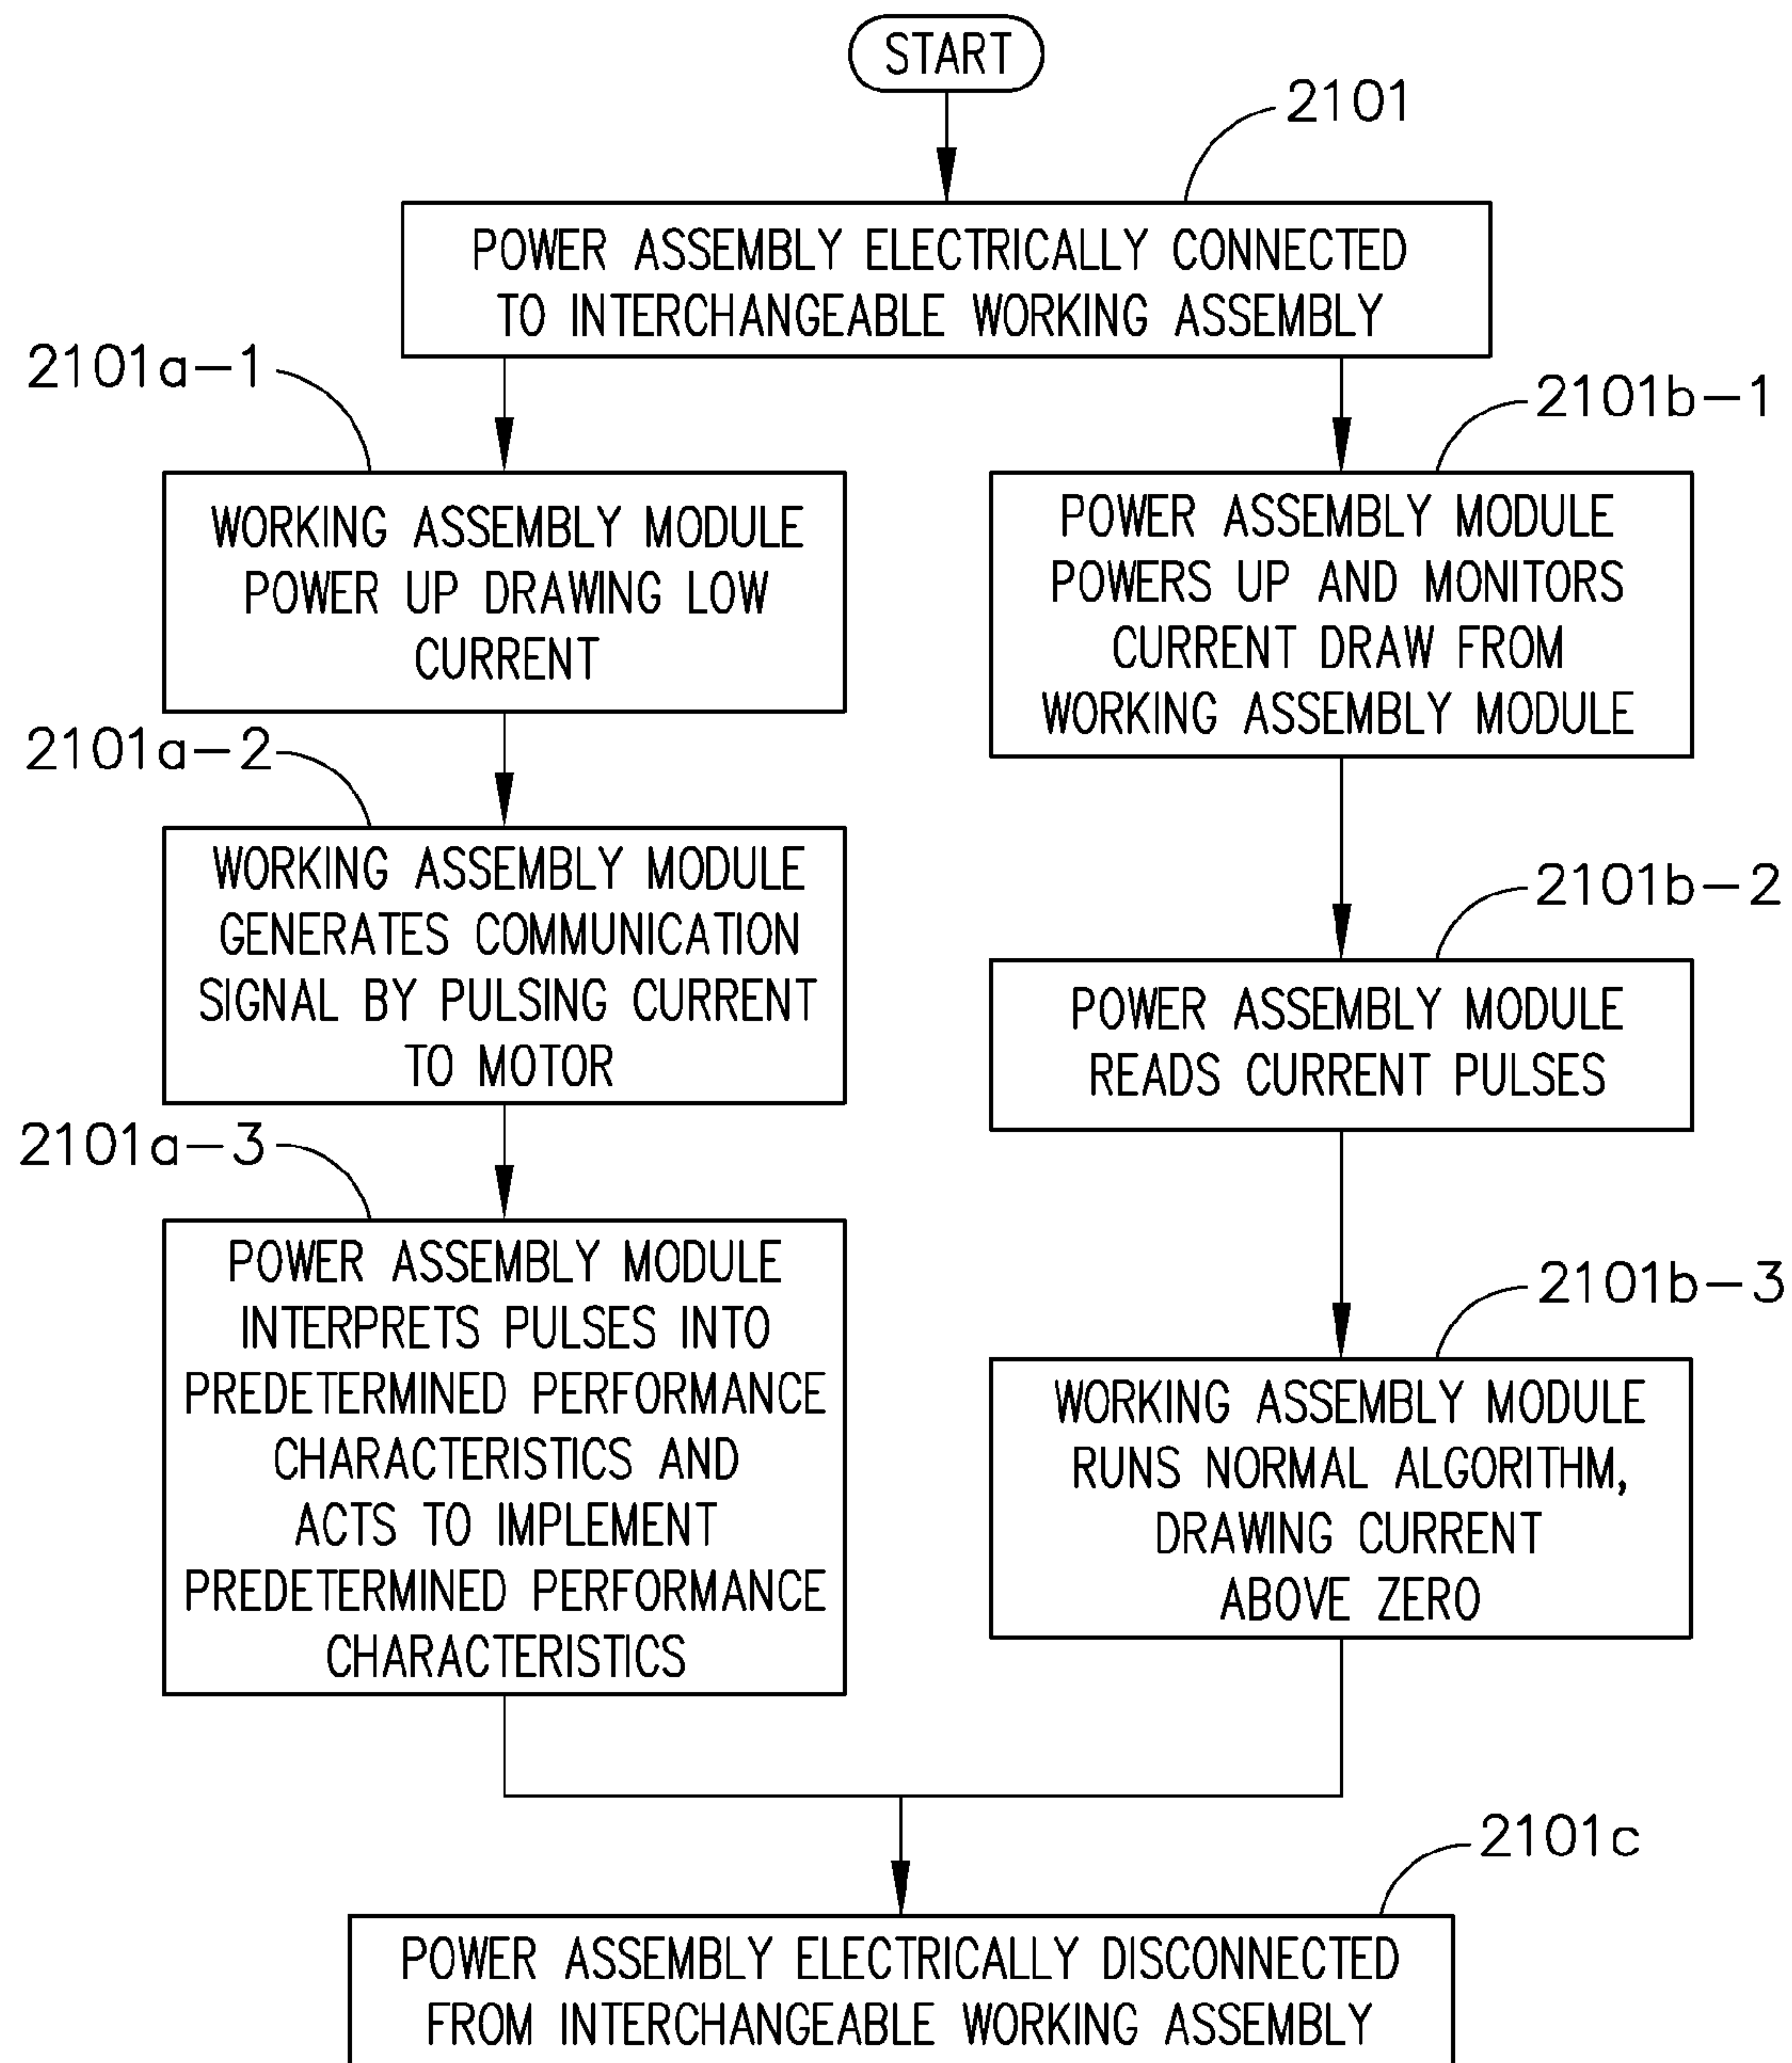 START
2101
POWER ASSEMBLY ELECTRICALLY CONNECTED
TO INTERCHANGEABLE WORKING ASSEMBLY
2101a-1
WORKING ASSEMBLY MODULE
POWER UP DRAWING LOW
CURRENT
2101a-2
WORKING ASSEMBLY MODULE
GENERATES COMMUNICATION
SIGNAL BY PULSING CURRENT
TO MOTOR
2101a-3
POWER ASSEMBLY MODULE
INTERPRETS PULSES INTO
PREDETERMINED PERFORMANCE
CHARACTERISTICS AND
ACTS TO IMPLEMENT
PREDETERMINED PERFORMANCE
CHARACTERISTICS
2101b-1
POWER ASSEMBLY MODULE
POWERS UP AND MONITORS
CURRENT DRAW FROM
WORKING ASSEMBLY MODULE
2101b-2
POWER ASSEMBLY MODULE
READS CURRENT PULSES
2101b-3
WORKING ASSEMBLY MODULE
RUNS NORMAL ALGORITHM,
DRAWING CURRENT
ABOVE ZERO
2101c
POWER ASSEMBLY ELECTRICALLY DISCONNECTED
FROM INTERCHANGEABLE WORKING ASSEMBLY